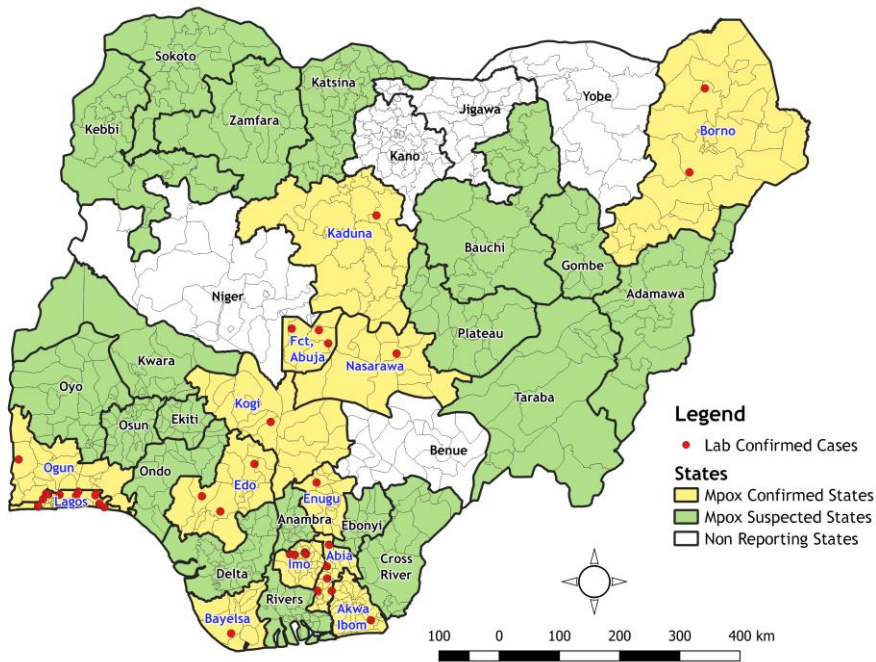 Sokoto
Katsina
Kebbi
Zamfara
Jigawa
Yobe
Kano
Borno
Kaduna
Bauchi
Gombe
Niger
Adamawa
Fct,
Abuja
Plateau
Kwara
Nasarawa
Oyo
Kogi
Taraba
Osun
Ekiti
Benue
Ogun
Ondo
Edo
Enugu
Lagos
Anambra
Ebonyi
Imo
Abia
Cross
River
Delta
Rivers
Bayelsa
Akwa
Ibom
Legend
Lab Confirmed Cases
States
Mpox Confirmed States
Mpox Suspected States
Non Reporting States
100 0 100 200 300 400 km